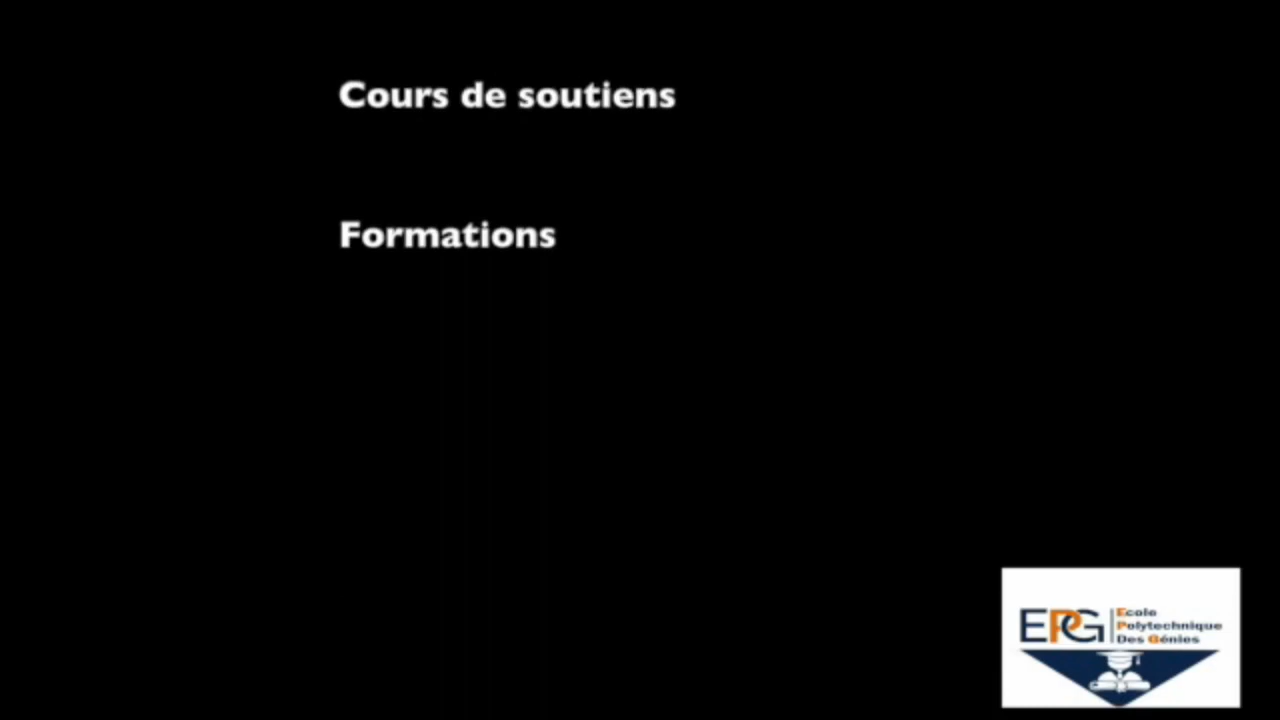 Cours de soutiens
Formations
EPG
Ecole
Polytechnique
Des Génies